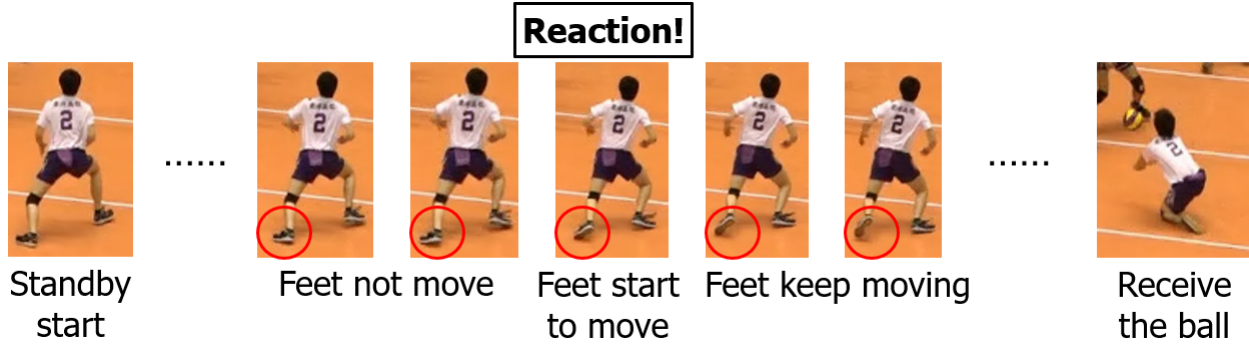 Reaction!
2
2
2
2
2
2
2
......
......
Standby
start
Feet not move
Feet start
to move
Feet keep moving
Receive
the ball